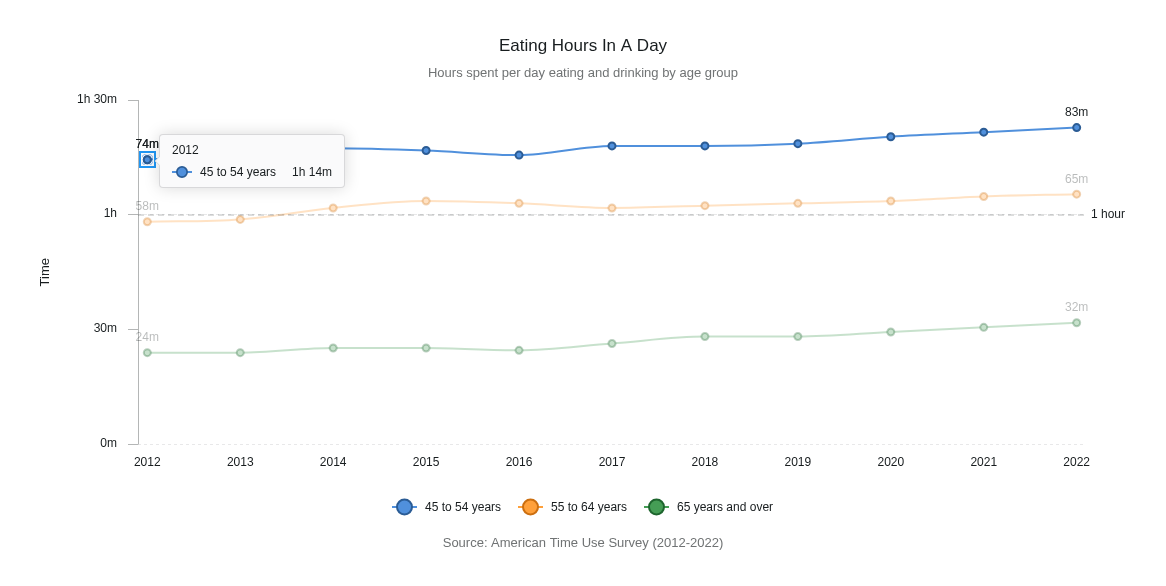 Eating Hours In A Day
Hours spent per day eating and drinking by age group
1h 30m
83m
74m
2012
45 to 54 years 1h 14m
65m
58m
1h
1 hour
Time
32m
30m
24m
0m
2012 2013 2014 2015 2016 2017 2018 2019 2020 2021 2022
45 to 54 years 55 to 64 years 65 years and over
Source: American Time Use Survey (2012-2022)